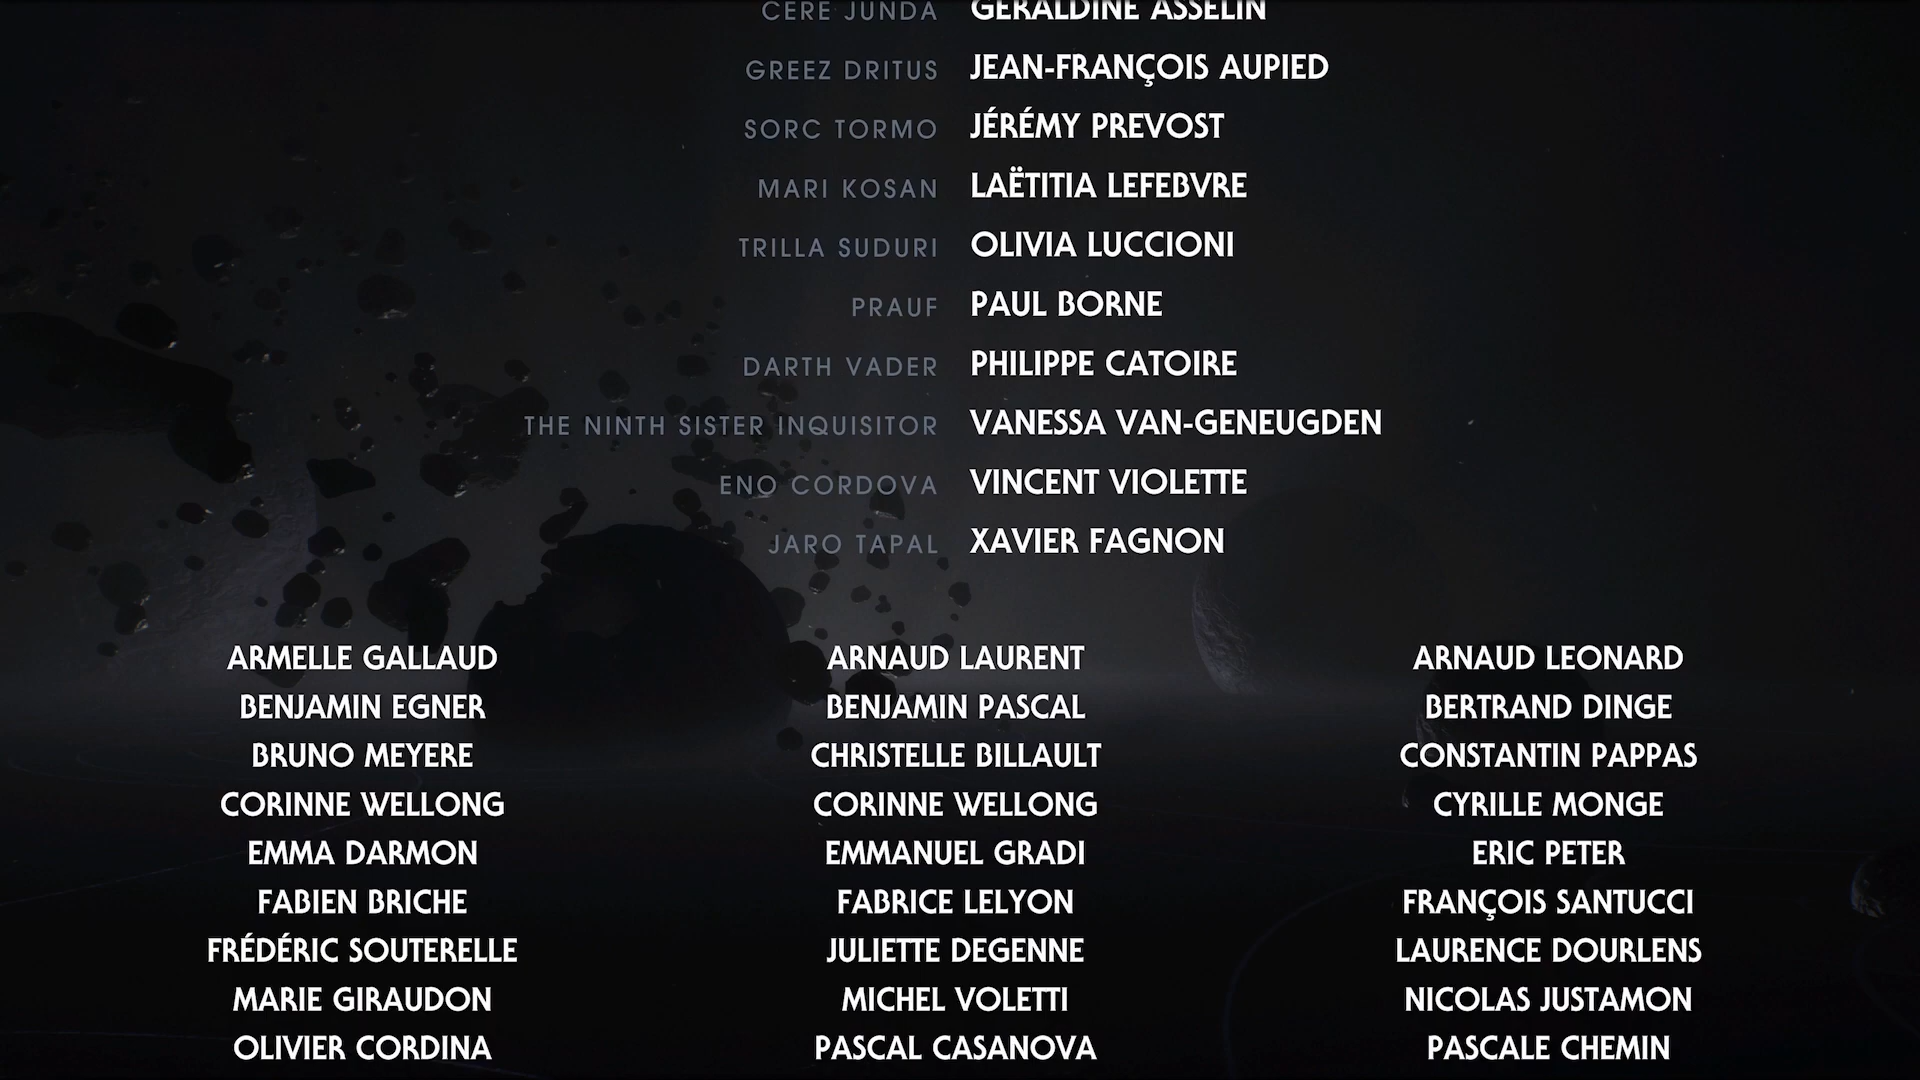 CERE JUNDA GÉRALDINE ASSELIN
GREEZ DRITUS JEAN-FRANÇOIS AUPIED
SORC TORMO JÉRÉMY PREVOST
MARI KOSAN LAËTITIA LEFEBVRE
TRILLA SUDURI OLIVIA LUCCIONI
PRAUF PAUL BORNE
DARTH VADER PHILIPPE CATOIRE
THE NINTH SISTER INQUISITOR VANESSA VAN-GENEUGDEN
ENO CORDOVA VINCENT VIOLETTE
JARO TAPAL XAVIER FAGNON
ARMELLE GALLAUD ARNAUD LAURENT ARNAUD LEONARD
BENJAMIN EGNER BENJAMIN PASCAL BERTRAND DINGE
BRUNO MEYERE CHRISTELLE BILLAULT CONSTANTIN PAPPAS
CORINNE WELLONG CORINNE WELLONG CYRILLE MONGE
EMMA DARMON EMMANUEL GRADI ERIC PETER
FABIEN BRICHE FABRICE LELYON FRANÇOIS SANTUCCI
FRÉDÉRIC SOUTERELLE JULIETTE DEGENNE LAURENCE DOURLENS
MARIE GIRAUDON MICHEL VOLETTI NICOLAS JUSTAMON
OLIVIER CORDINA PASCAL CASANOVA PASCALE CHEMIN